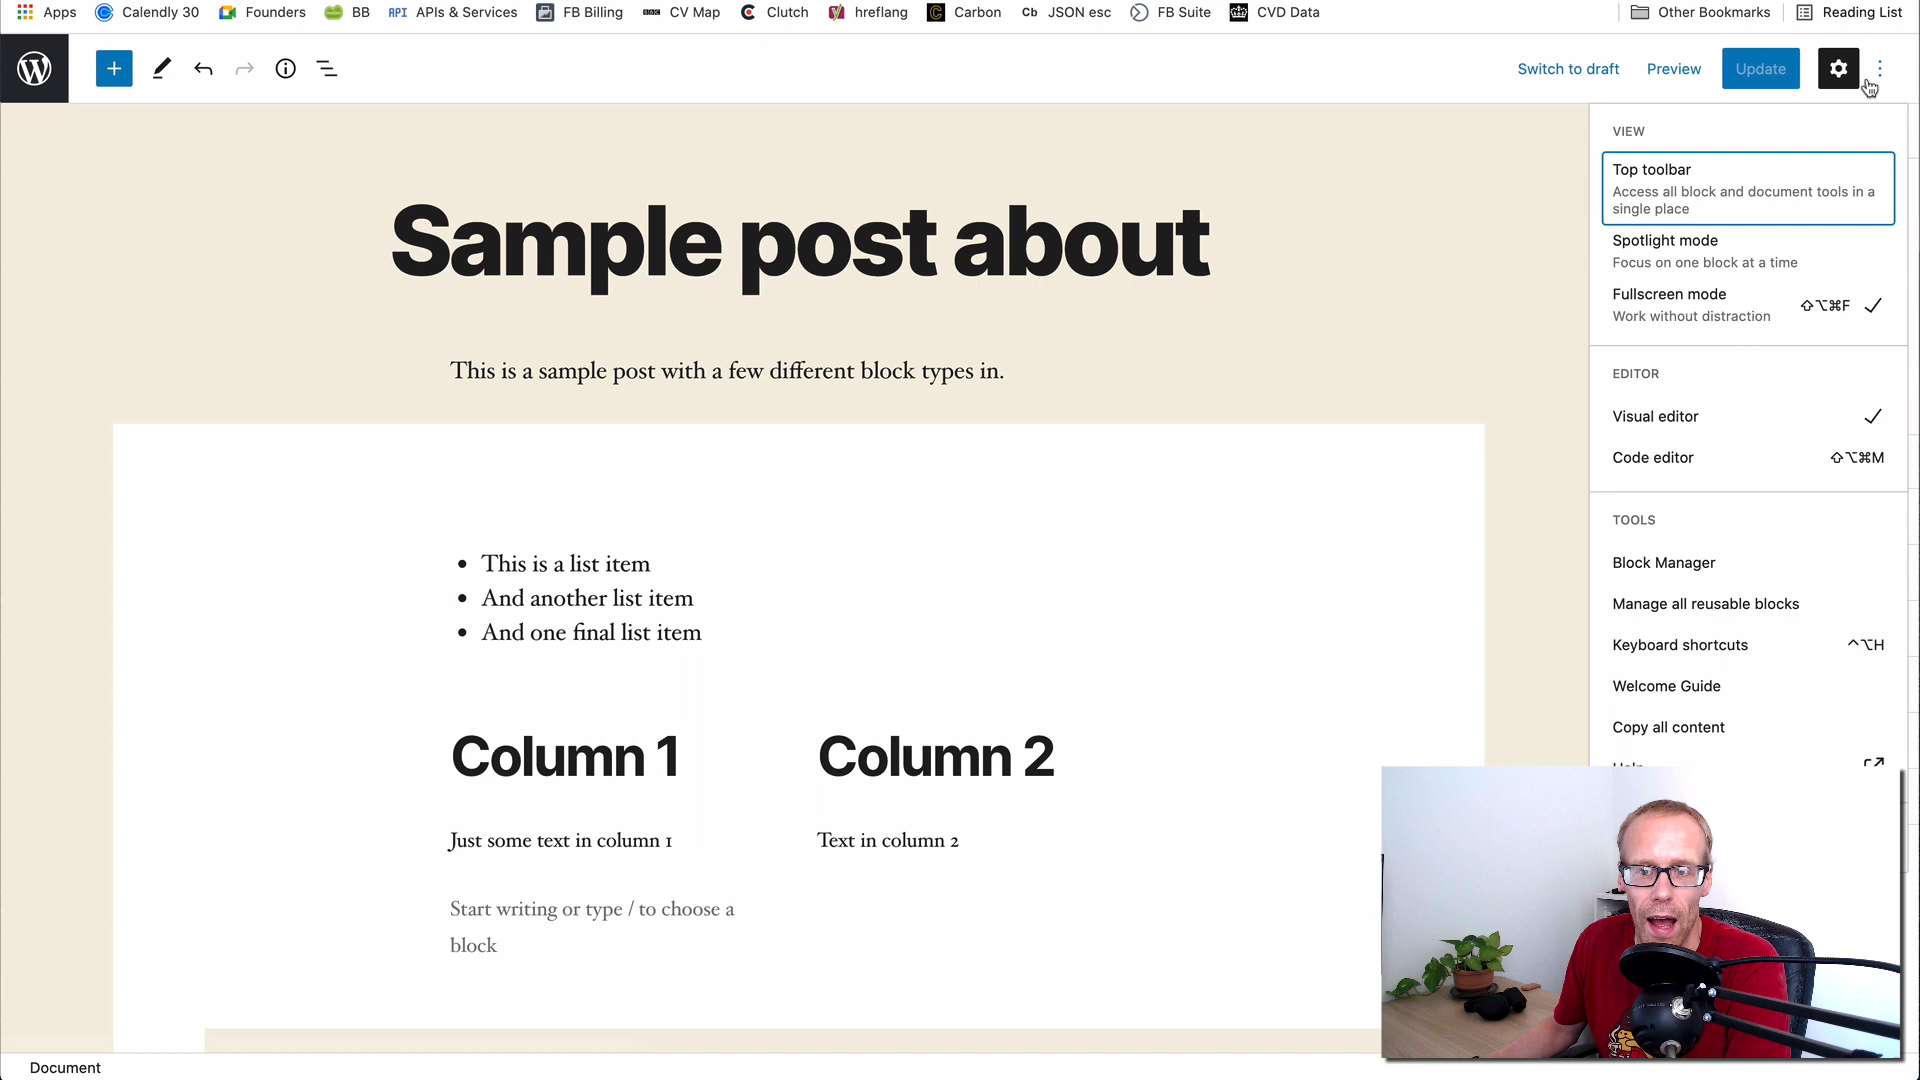 Apps Calendly 30 Founders BB API APIs & Services FB Billing CV Map Clutch hreflang Carbon Cb JSON esc FB Suite CVD Data Other Bookmarks Reading List
Switch to draft Preview Update
VIEW
Top toolbar
Access all block and document tools in a
single place
Spotlight mode
Focus on one block at a time
Fullscreen mode ⇧⌥⌘F
Work without distraction
EDITOR
Visual editor
Code editor ⇧⌥⌘M
TOOLS
Block Manager
Manage all reusable blocks
Keyboard shortcuts ^⌥H
Welcome Guide
Copy all content
Help
Sample post about
This is a sample post with a few different block types in.
• This is a list item
• And another list item
• And one final list item
Column 1 Column 2
Just some text in column 1 Text in column 2
Start writing or type / to choose a
block
Document